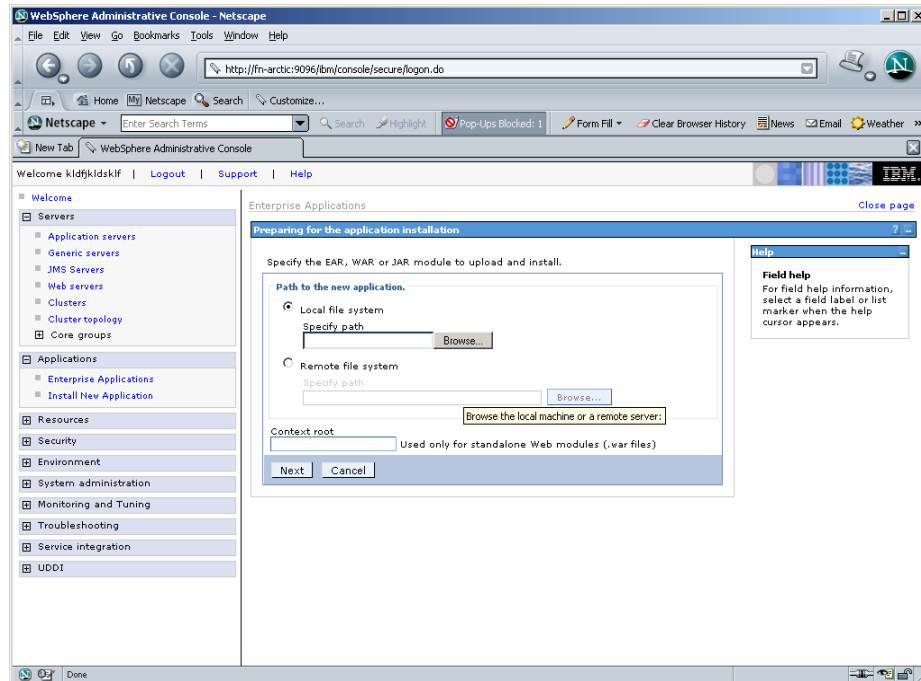 WebSphere Administrative Console - Netscape
File Edit View Go Bookmarks Tools Window Help
http://fn-arctic:9096/ibm/console/secure/logon.do
Home My Netscape Search Customize...
Netscape Enter Search Terms Search Highlight Pop-Ups Blocked: 1 Form Fill Clear Browser History News Email Weather »
New Tab WebSphere Administrative Console
Welcome kldfjkldsklf | Logout | Support | Help IBM.
Welcome
Servers
Application servers
Generic servers
JMS Servers
Web servers
Clusters
Cluster topology
Core groups
Applications
Enterprise Applications
Install New Application
Resources
Security
Environment
System administration
Monitoring and Tuning
Troubleshooting
Service integration
UDDI
Enterprise Applications Close page
Preparing for the application installation ? -
Specify the EAR, WAR or JAR module to upload and install.
Path to the new application.
Local file system
Specify path
Browse...
Remote file system
Specify path
Browse...
Browse the local machine or a remote server:
Context root
Used only for standalone Web modules (.war files)
Next Cancel
Help -
Field help
For field help information,
select a field label or list
marker when the help
cursor appears.
Done